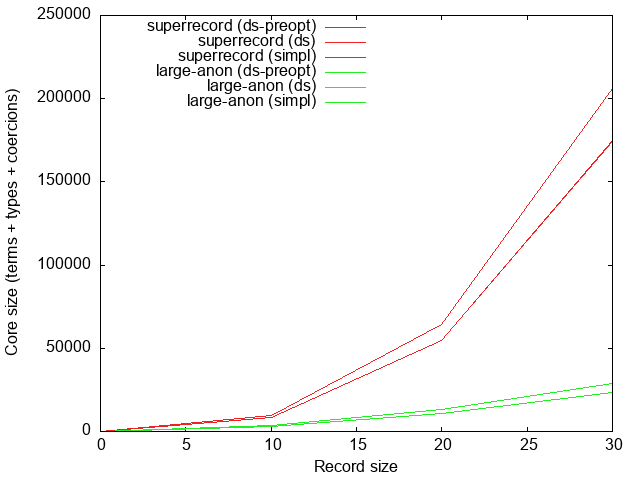 250000
200000
150000
100000
50000
0
Core size (terms + types + coercions)
superrecord (ds-preopt)
superrecord (ds)
superrecord (simpl)
large-anon (ds-preopt)
large-anon (ds)
large-anon (simpl)
0 5 10 15 20 25 30
Record size